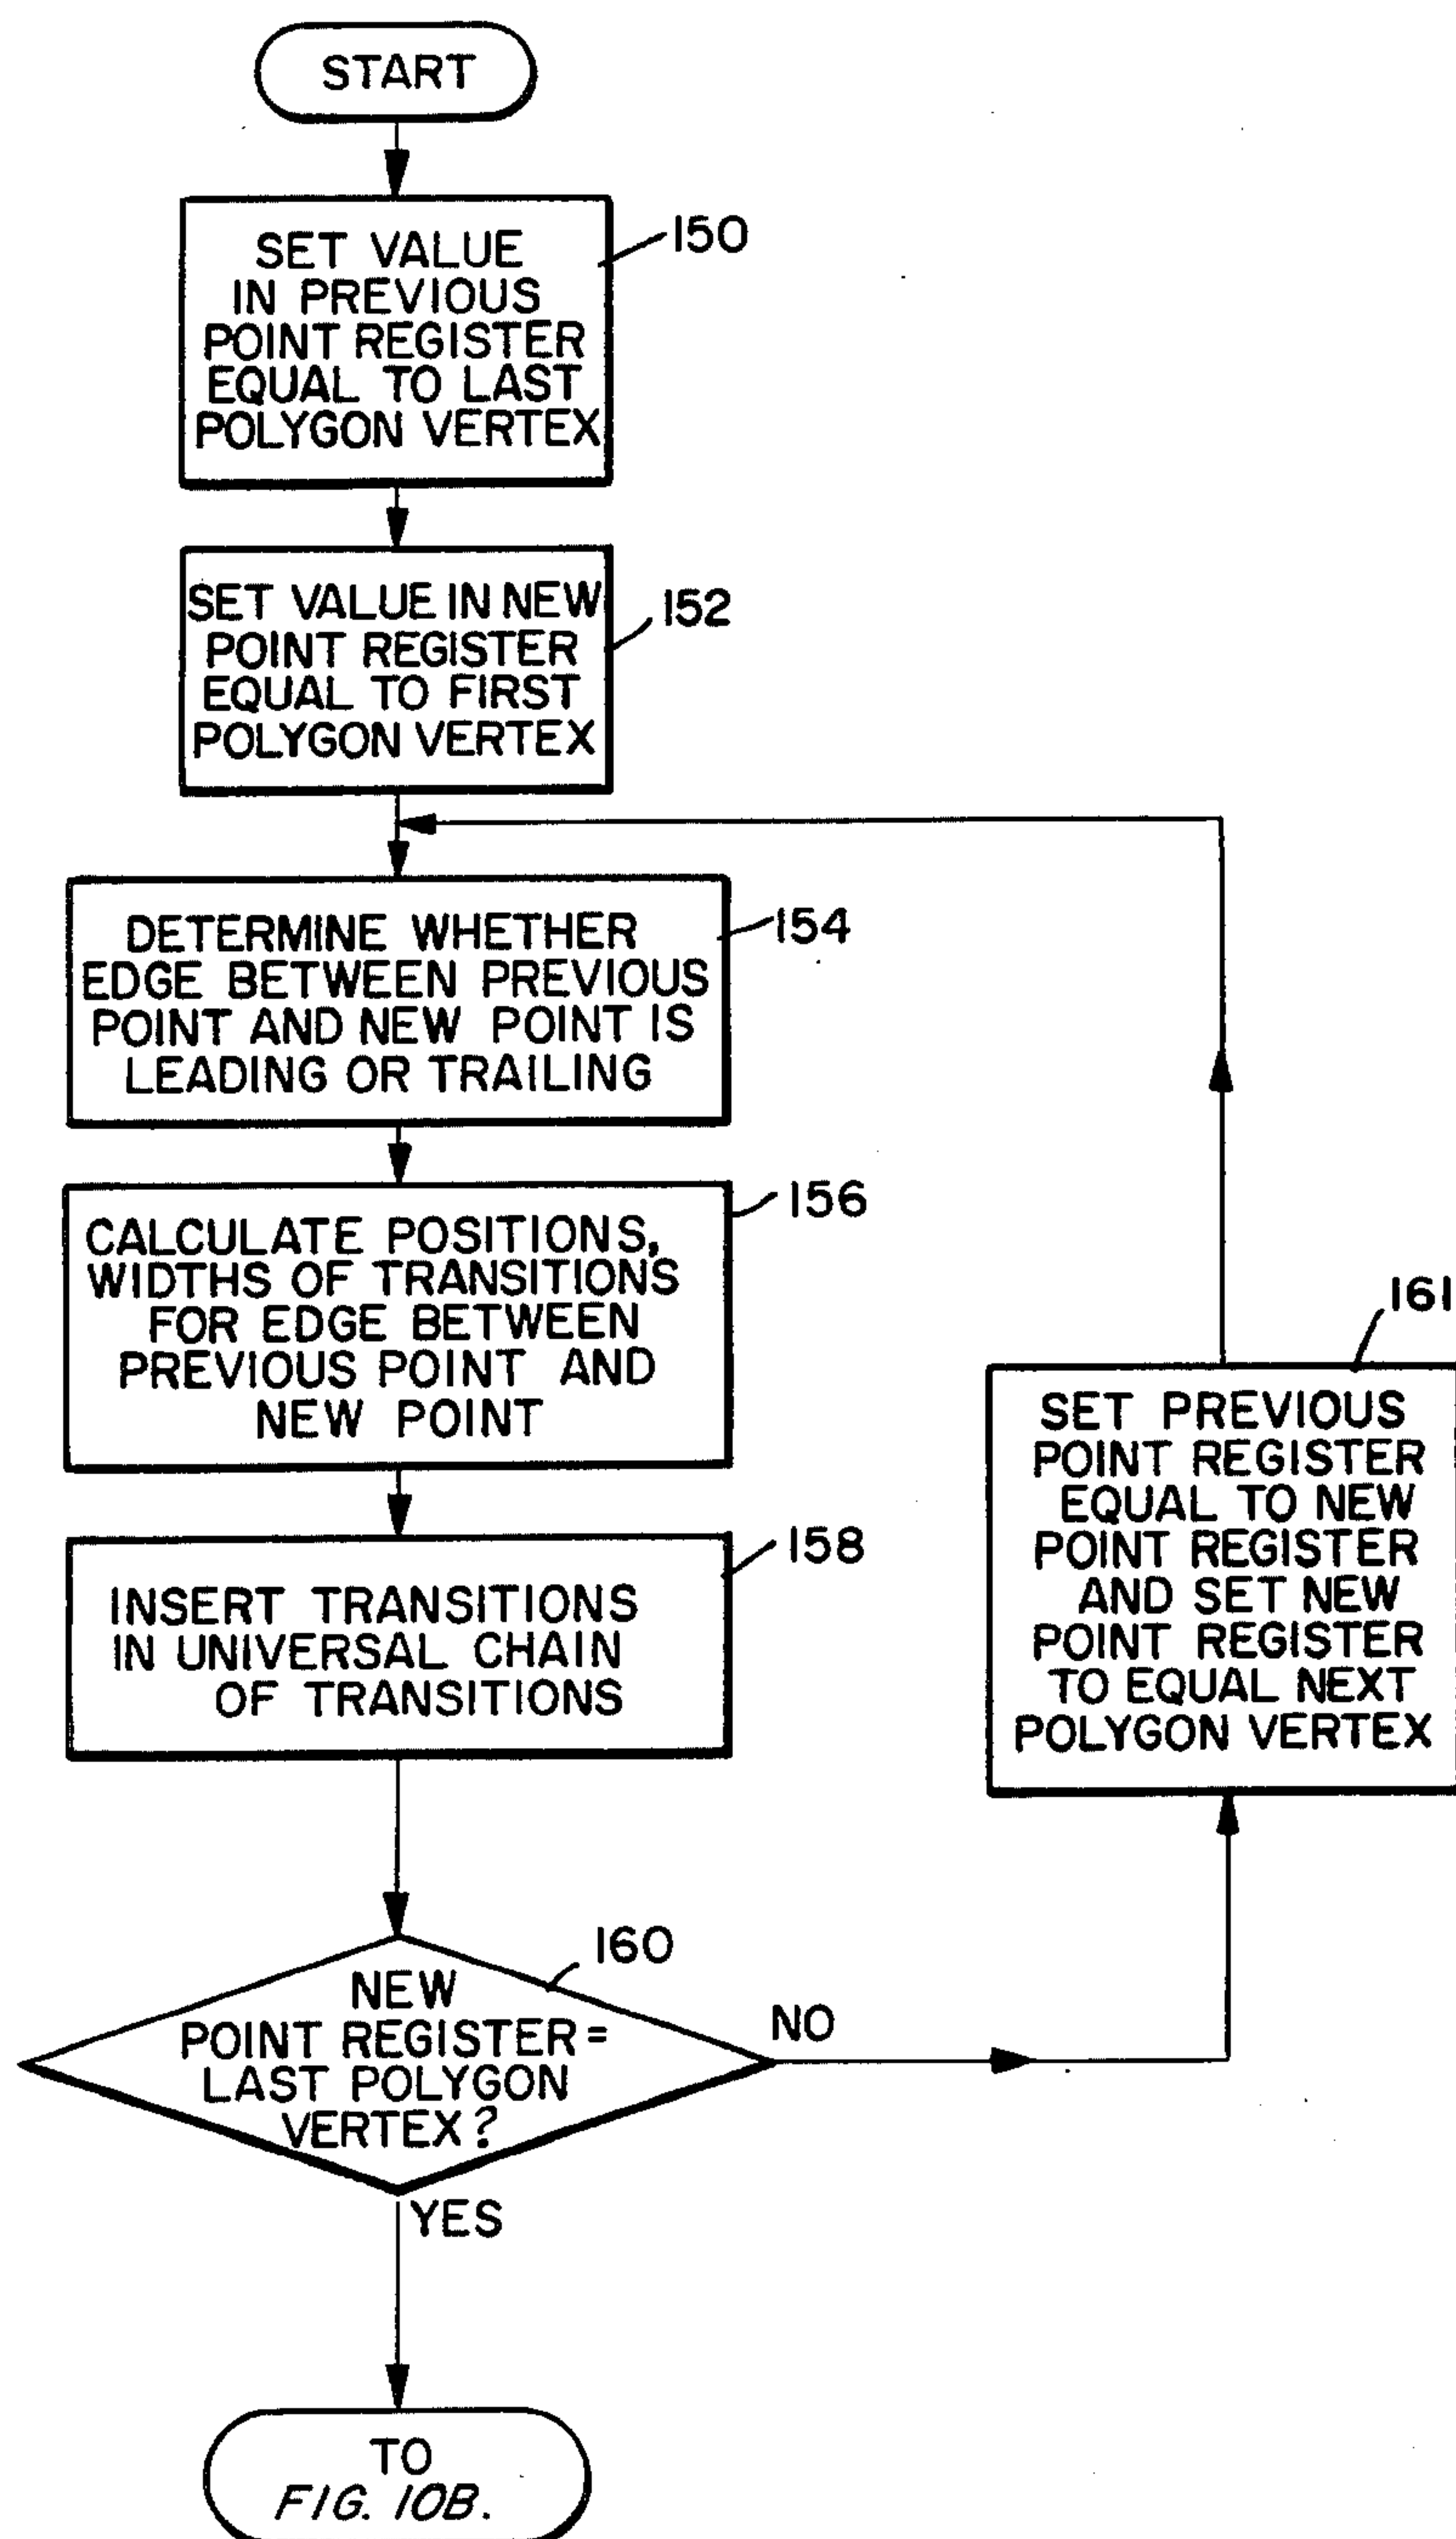 START
SET VALUE
IN PREVIOUS
POINT REGISTER
EQUAL TO LAST
POLYGON VERTEX
150
SET VALUE IN NEW
POINT REGISTER
EQUAL TO FIRST
POLYGON VERTEX
152
DETERMINE WHETHER
EDGE BETWEEN PREVIOUS
POINT AND NEW POINT IS
LEADING OR TRAILING
154
CALCULATE POSITIONS,
WIDTHS OF TRANSITIONS
FOR EDGE BETWEEN
PREVIOUS POINT AND
NEW POINT
156
INSERT TRANSITIONS
IN UNIVERSAL CHAIN
OF TRANSITIONS
158
161
SET PREVIOUS
POINT REGISTER
EQUAL TO NEW
POINT REGISTER
AND SET NEW
POINT REGISTER
TO EQUAL NEXT
POLYGON VERTEX
160
NEW
POINT REGISTER =
LAST POLYGON
VERTEX?
NO
YES
TO
FIG. 10B.